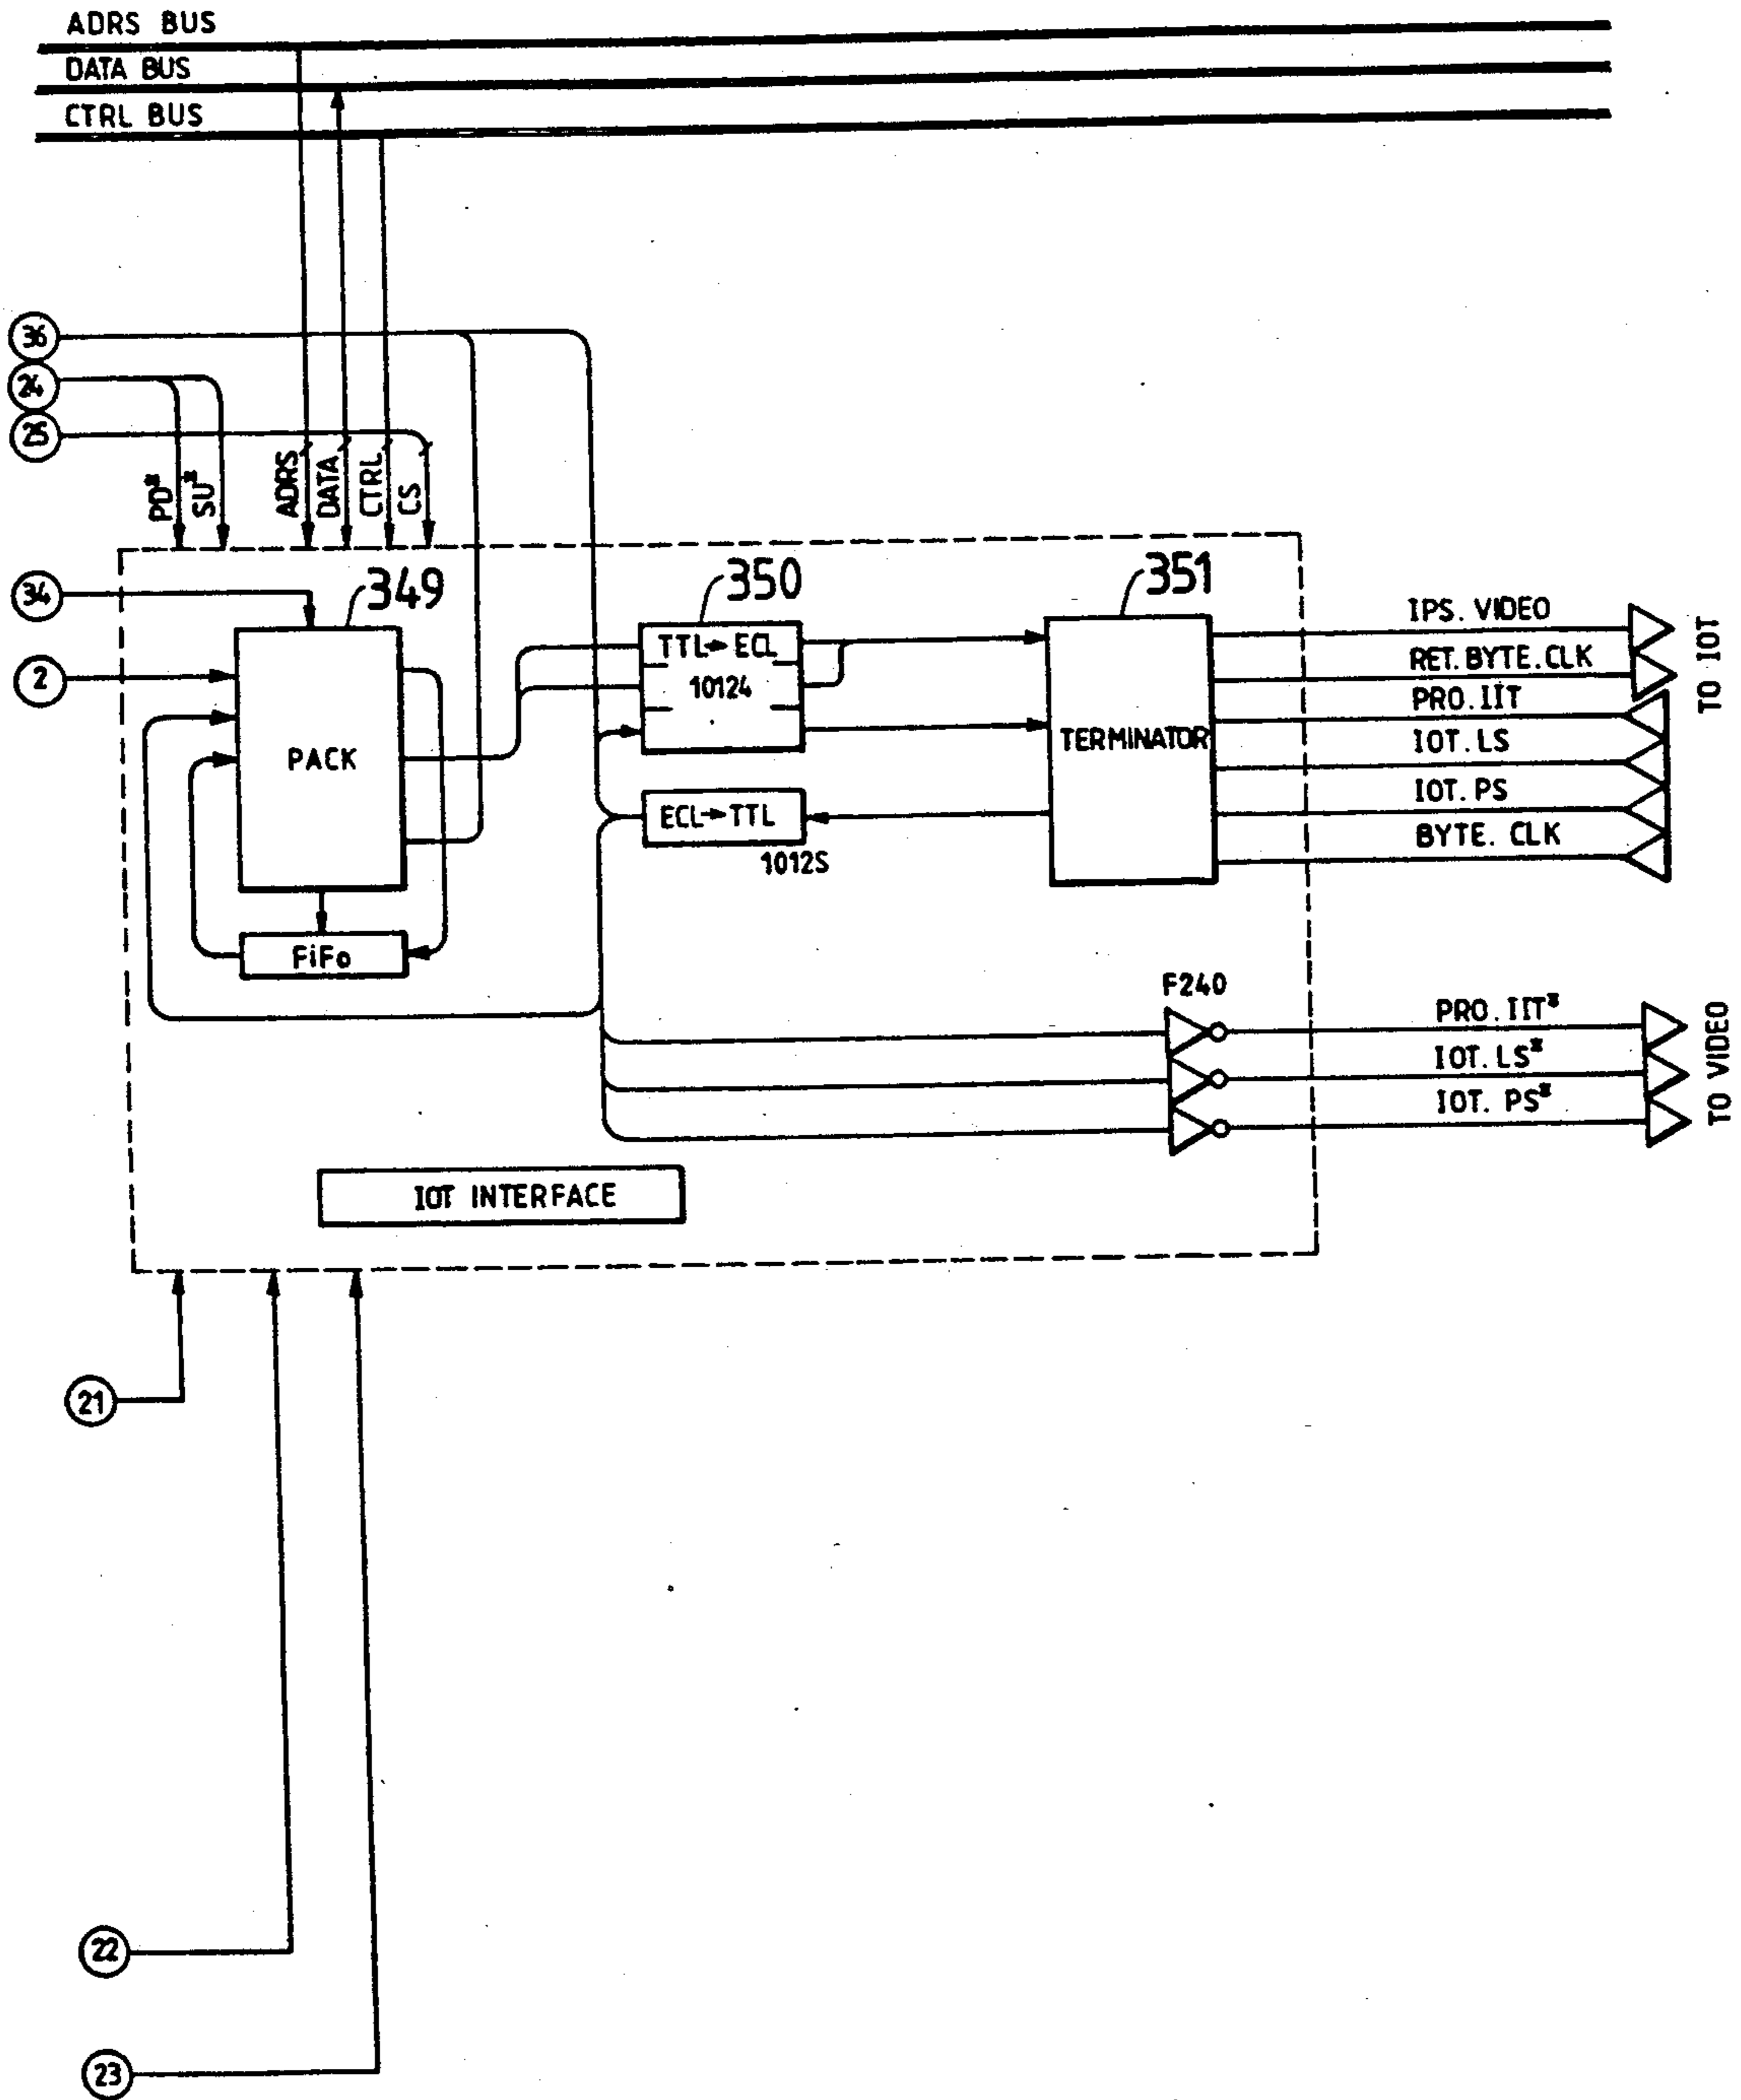 ADRS BUS
DATA BUS
CTRL BUS
36
24
25
PD*
SU*
ADRS
DATA
CTRL
CS
34
349
350
351
2
PACK
TTL→ECL
10124
TERMINATOR
ECL→TTL
10125
FiFo
IPS. VIDEO
RET. BYTE. CLK
PRO. IIT
IOT. LS
IOT. PS
BYTE. CLK
TO IOT
F240
PRO. IIT*
IOT. LS*
IOT. PS*
TO VIDEO
IOT INTERFACE
21
22
23